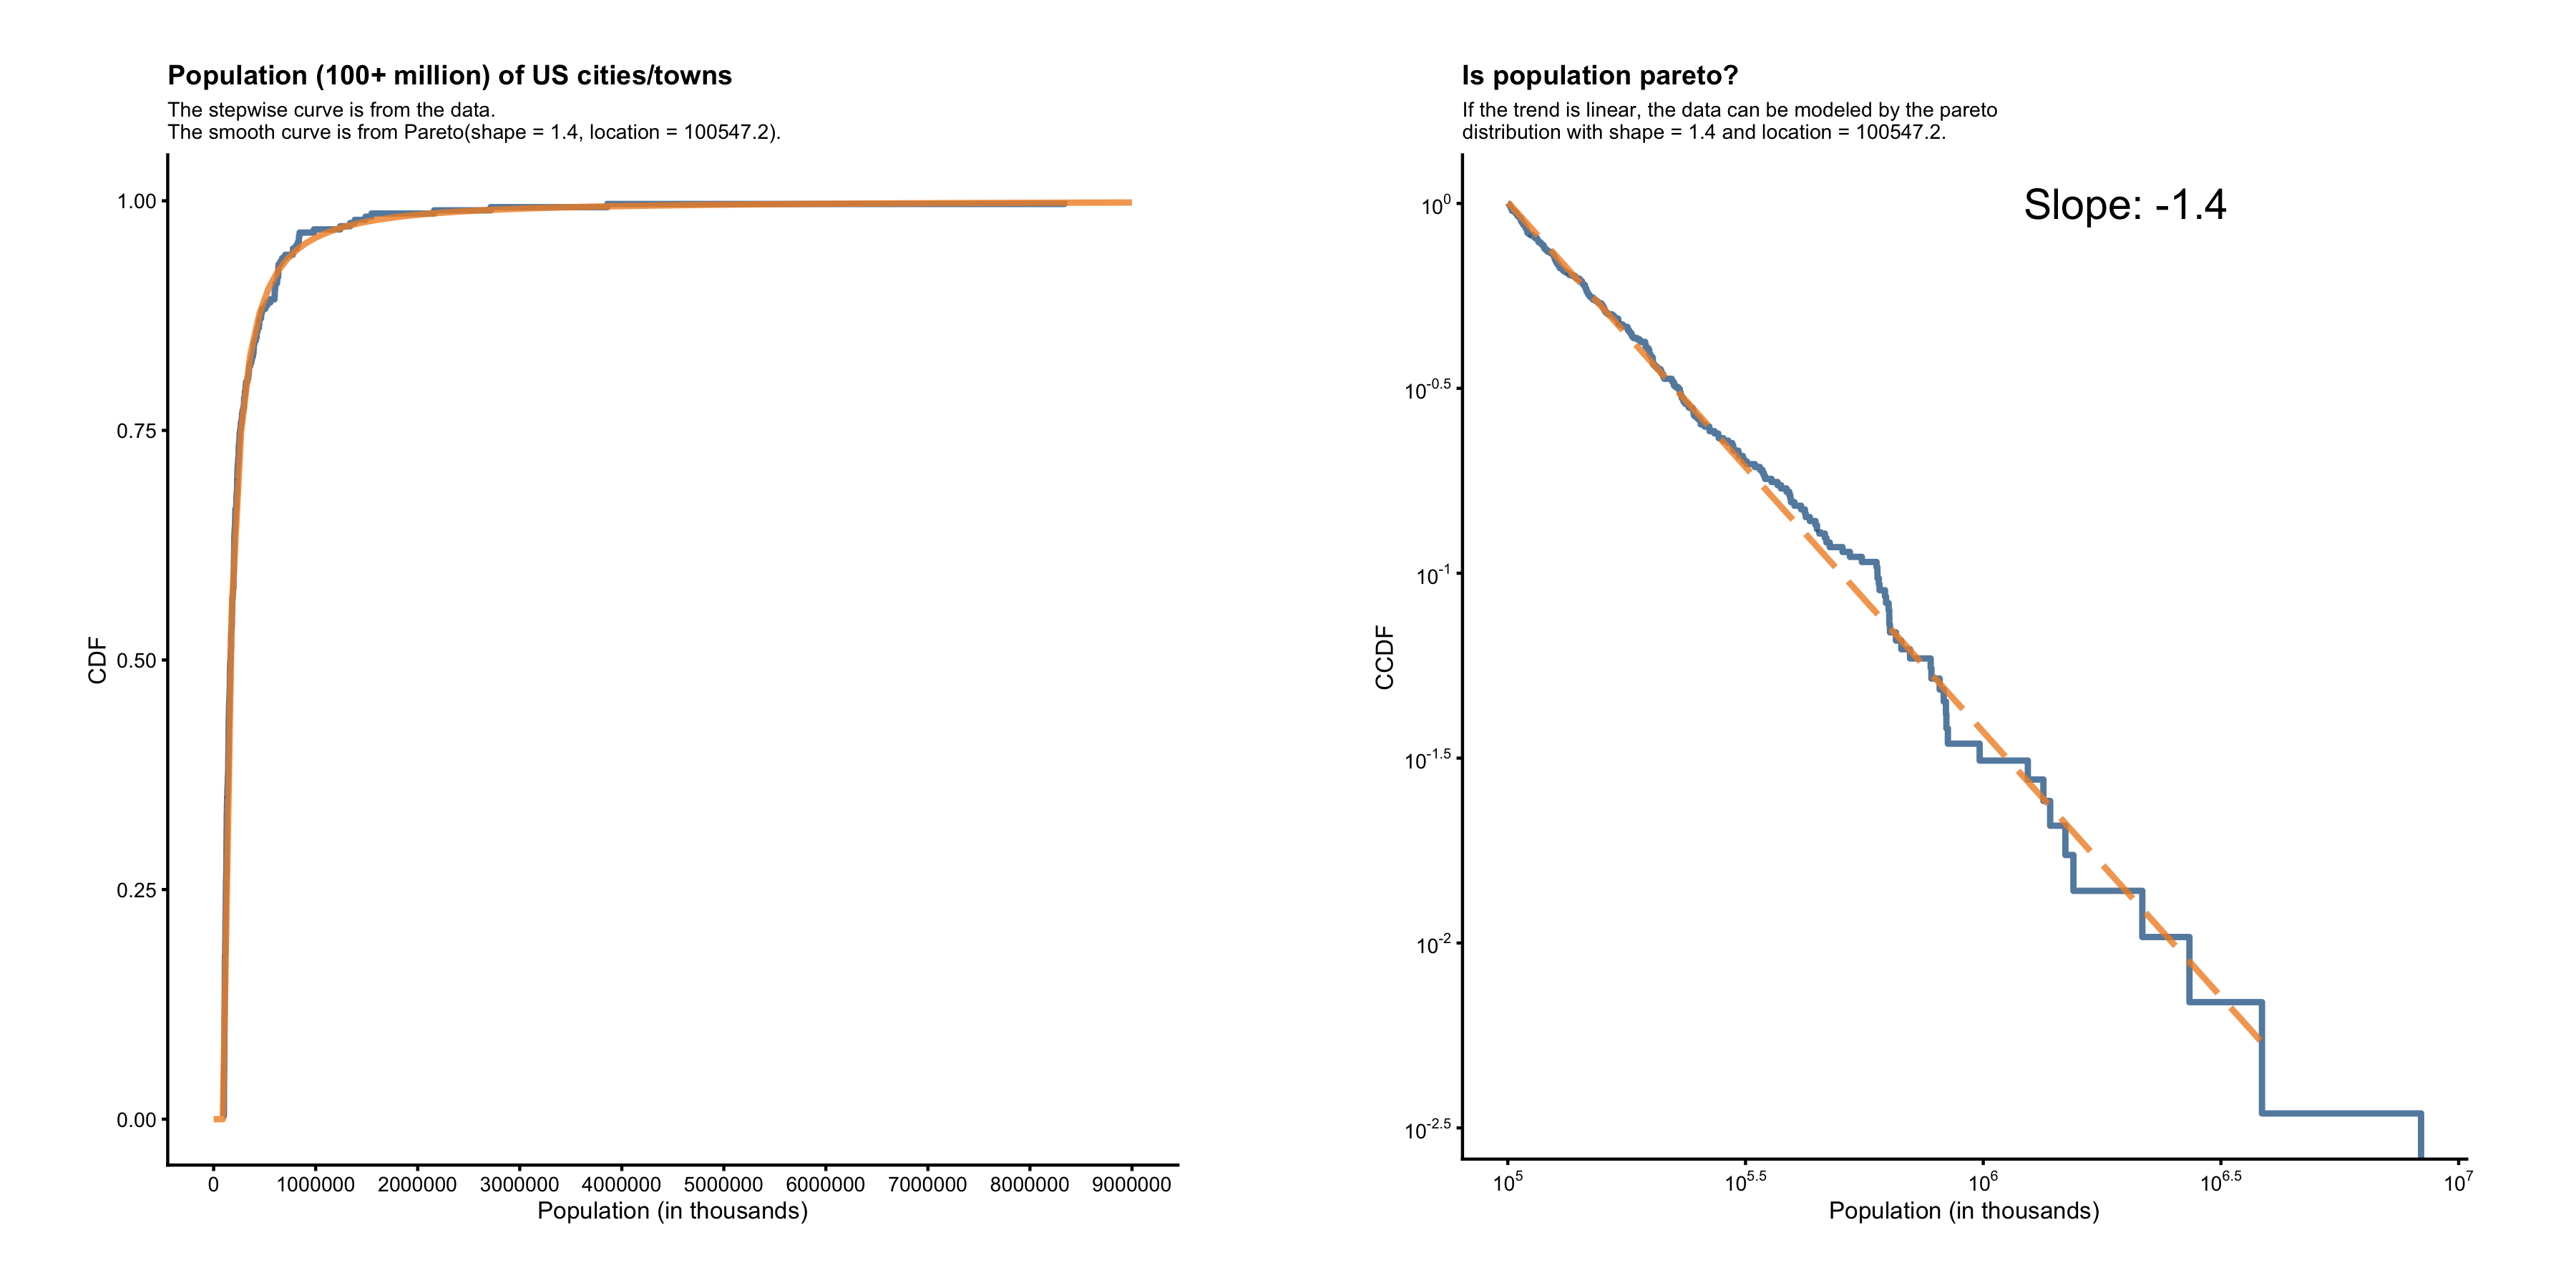 Population (100+ million) of US cities/towns
The stepwise curve is from the data.
The smooth curve is from Pareto(shape = 1.4, location = 100547.2).
1.00
0.75
0.50
0.25
0.00
CDF
0 1000000 2000000 3000000 4000000 5000000 6000000 7000000 8000000 9000000
Population (in thousands)
Is population pareto?
If the trend is linear, the data can be modeled by the pareto
distribution with shape = 1.4 and location = 100547.2.
Slope: -1.4
10^0
10^-0.5
10^-1
10^-1.5
10^-2
10^-2.5
CCDF
10^5 10^5.5 10^6 10^6.5 10^7
Population (in thousands)